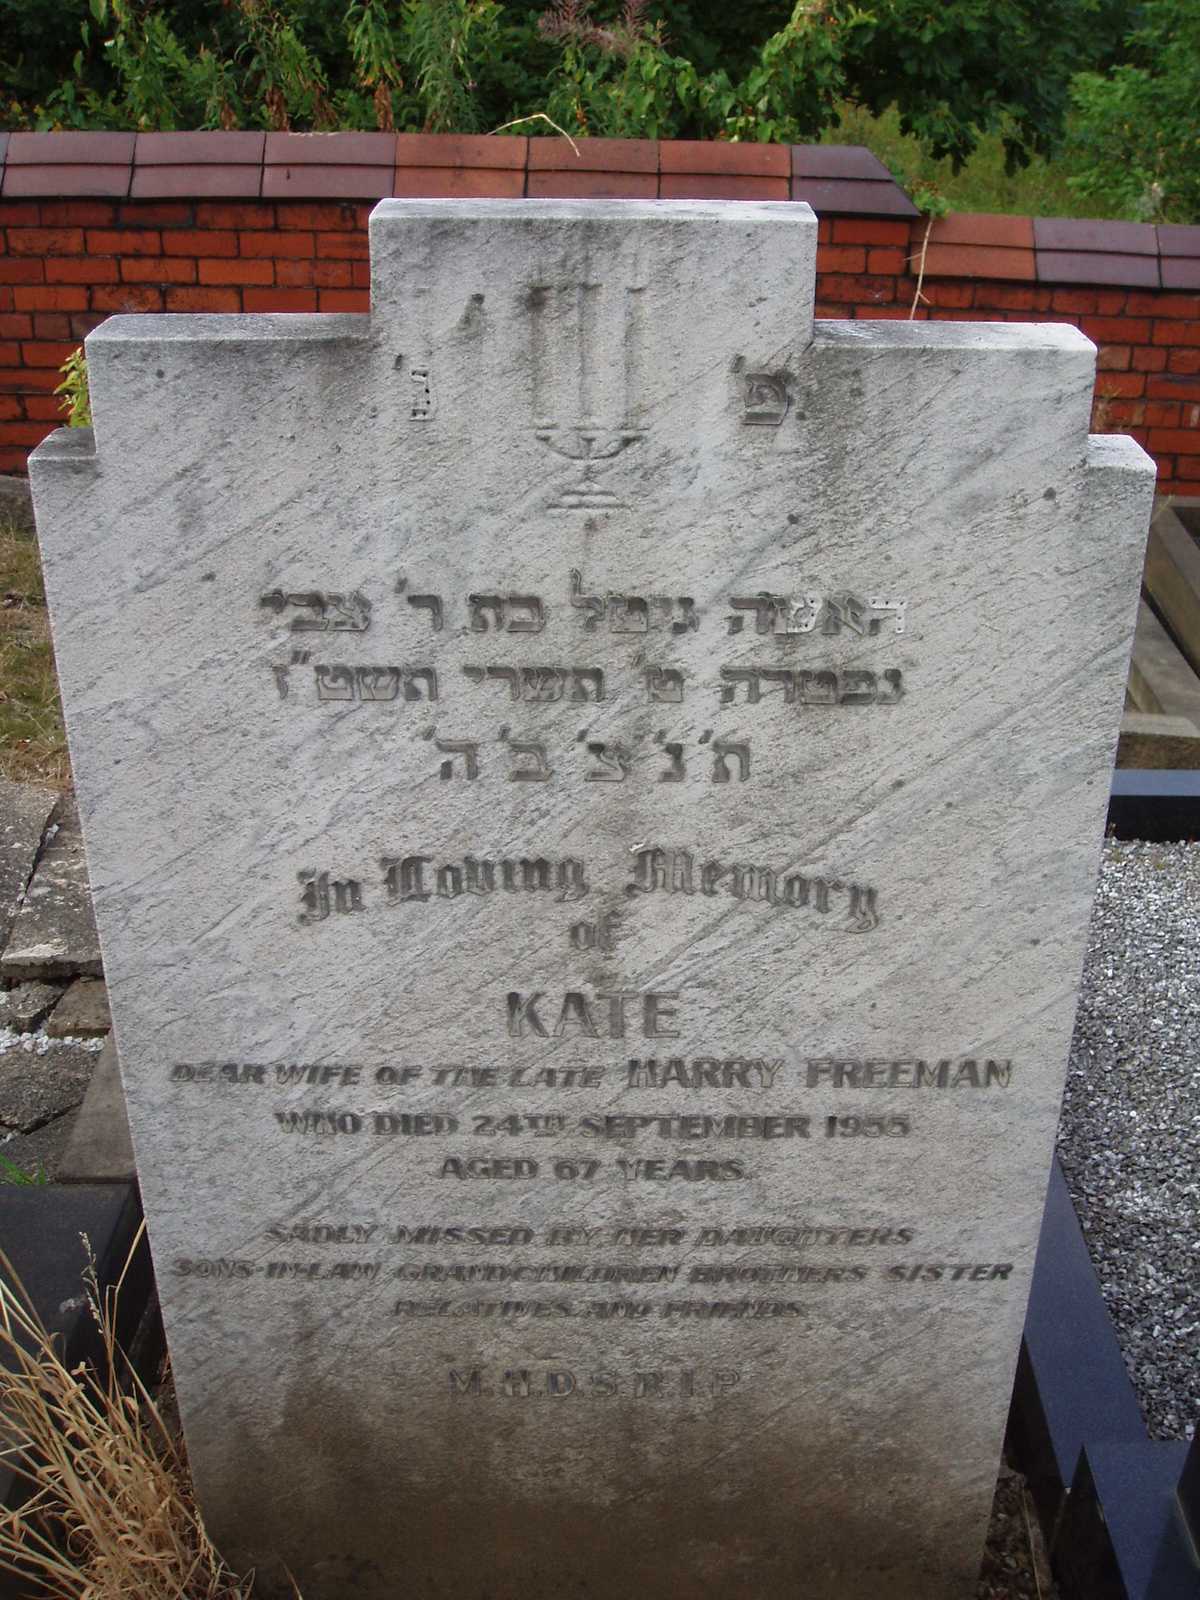 פ' נ'
האשה גיטל בת ר' צבי
נפטרה ט' תשרי תשט"ז
ת' נ' צ' ב' ה'
In Loving Memory
of
KATE
DEAR WIFE OF THE LATE HARRY FREEMAN
WHO DIED 24TH SEPTEMBER 1955
AGED 67 YEARS.
SADLY MISSED BY HER DAUGHTERS
SONS-IN-LAW GRANDCHILDREN BROTHERS SISTER
RELATIVES AND FRIENDS.
M.H.D.S.R.I.P.